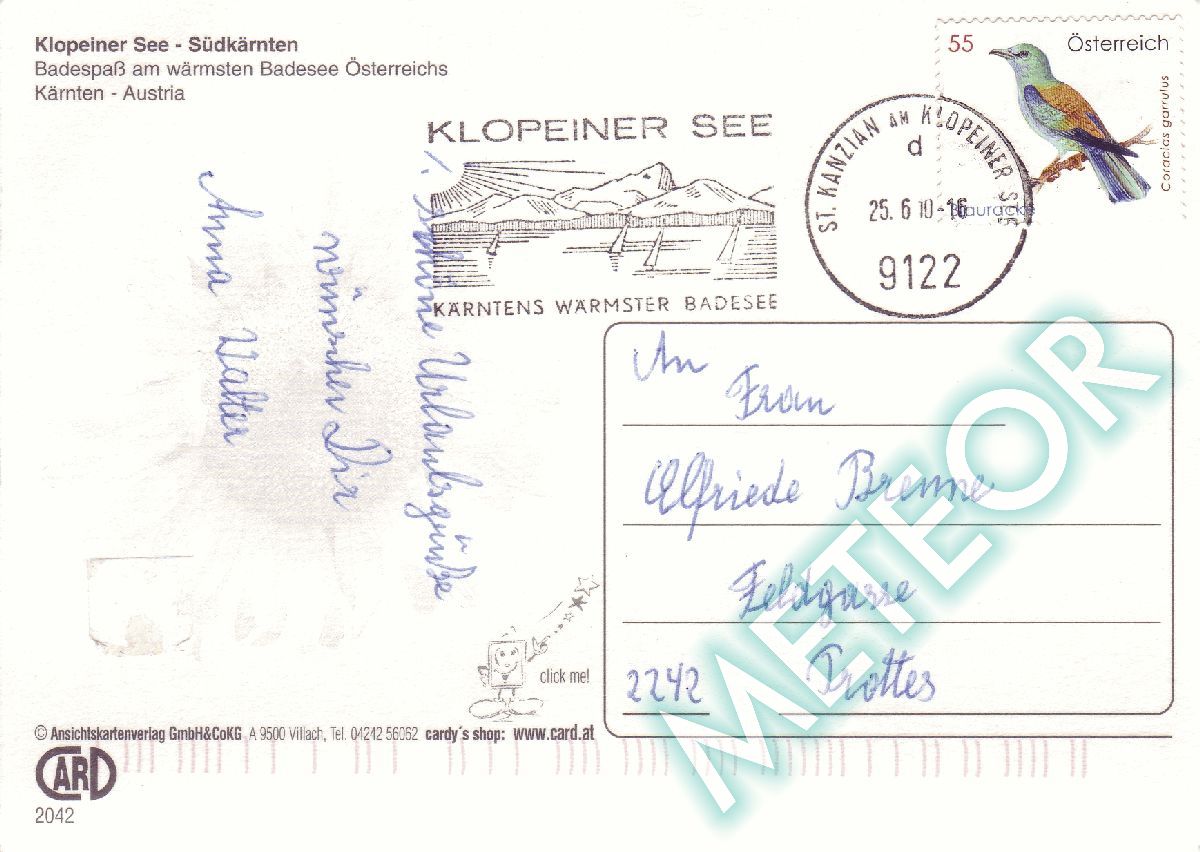 Klopeiner See - Südkärnten
Badespaß am wärmsten Badesee Österreichs
Kärnten - Austria
55 Österreich
Coracias garrulus
Blauracke
KLOPEINER SEE
KÄRNTENS WÄRMSTER BADESEE
ST. KANZIAN AM KLOPEINER SEE
d
25. 6 10-16
9122
Schöne Urlaubsgrüße
wünschen Dir
Anna Walter
An
Frau
Elfriede Brenne
Feldgasse
2242 Prottes
METEOR
click me!
© Ansichtskartenverlag GmbH&CoKG A 9500 Villach, Tel. 04242 56062 cardy´s shop: www.card.at
CARD
2042